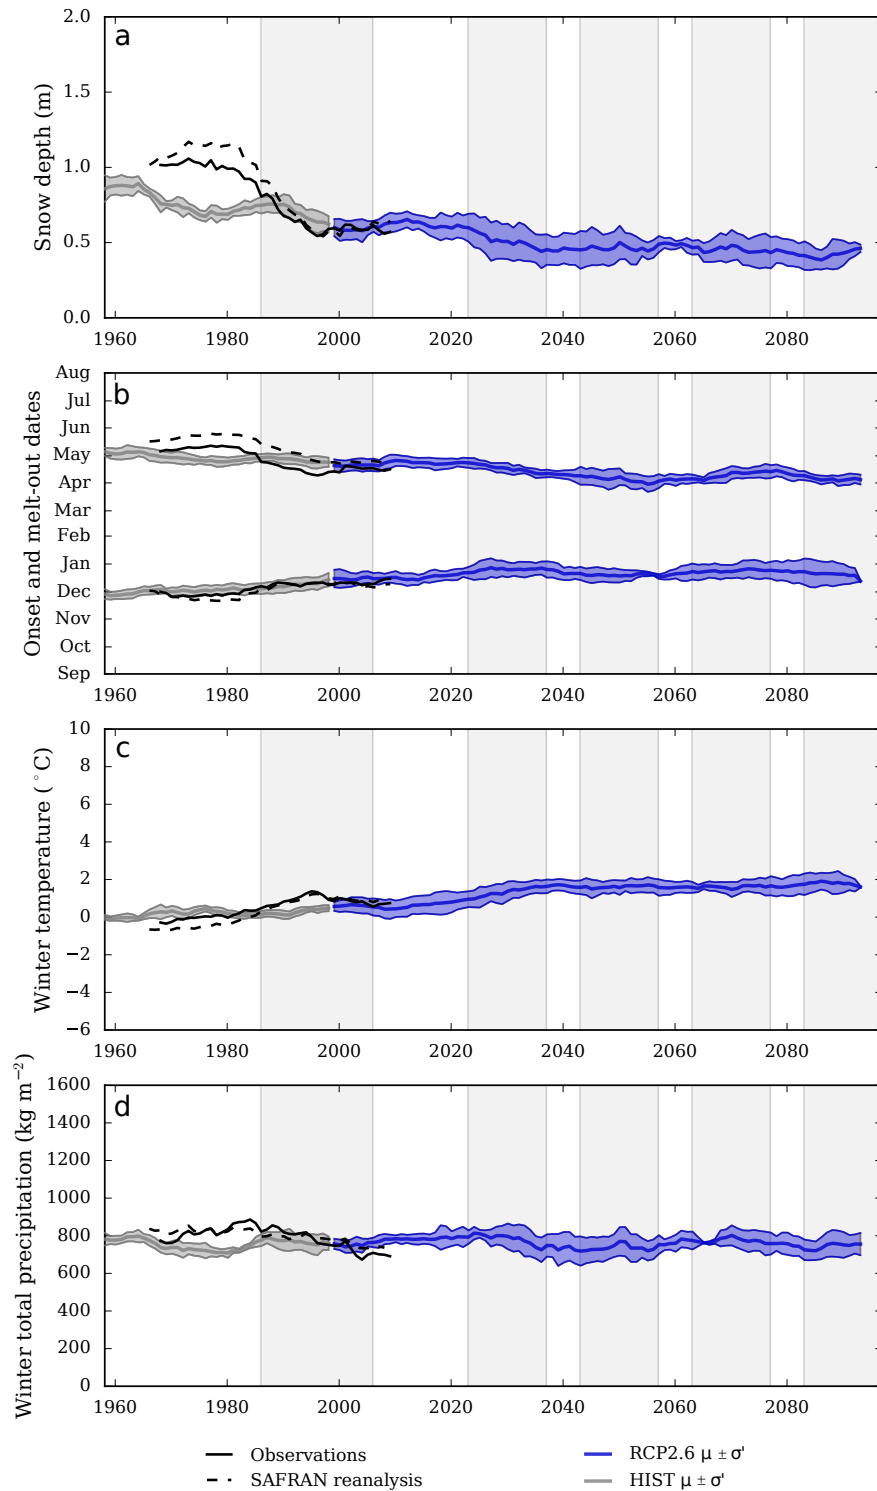 a
Snow depth (m)
2.0
1.5
1.0
0.5
0.0
1960 1980 2000 2020 2040 2060 2080
b
Onset and melt-out dates
Aug
Jul
Jun
May
Apr
Mar
Feb
Jan
Dec
Nov
Oct
Sep
1960 1980 2000 2020 2040 2060 2080
c
Winter temperature (°C)
10
8
6
4
2
0
−2
−4
−6
1960 1980 2000 2020 2040 2060 2080
d
Winter total precipitation (kg m⁻²)
1600
1400
1200
1000
800
600
400
200
0
1960 1980 2000 2020 2040 2060 2080
Observations
SAFRAN reanalysis
RCP2.6 μ ± σ'
HIST μ ± σ'